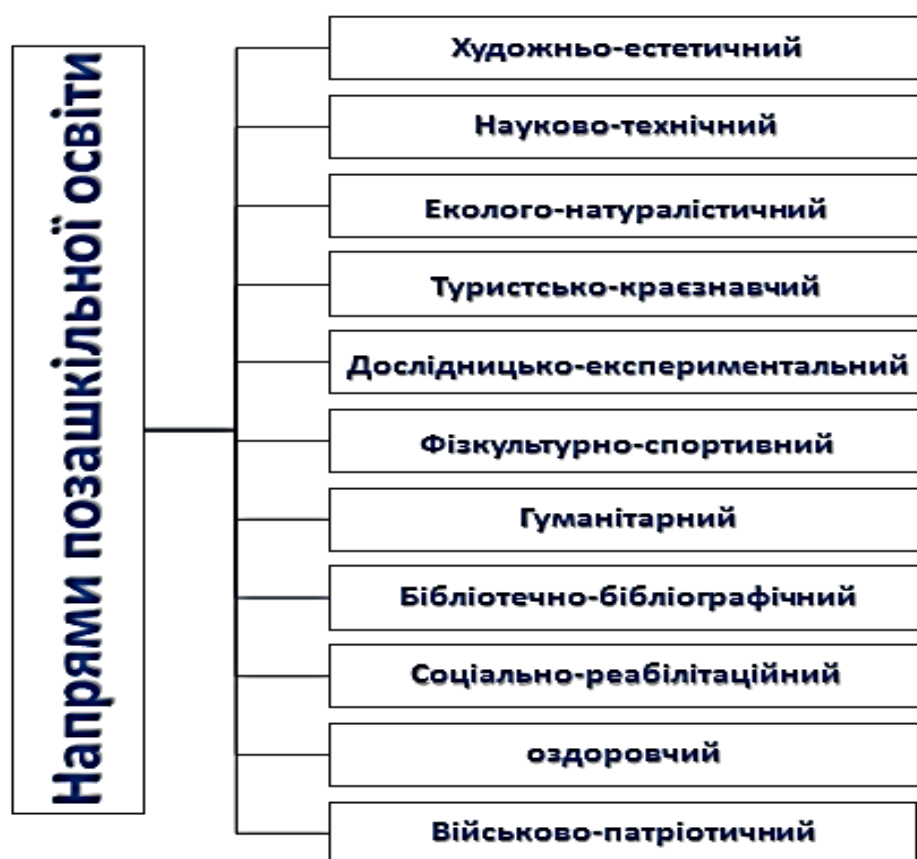 Напрями позашкільної освіти
Художньо-естетичний
Науково-технічний
Еколого-натуралістичний
Туристсько-краєзнавчий
Дослідницько-експериментальний
Фізкультурно-спортивний
Гуманітарний
Бібліотечно-бібліографічний
Соціально-реабілітаційний
оздоровчий
Військово-патріотичний